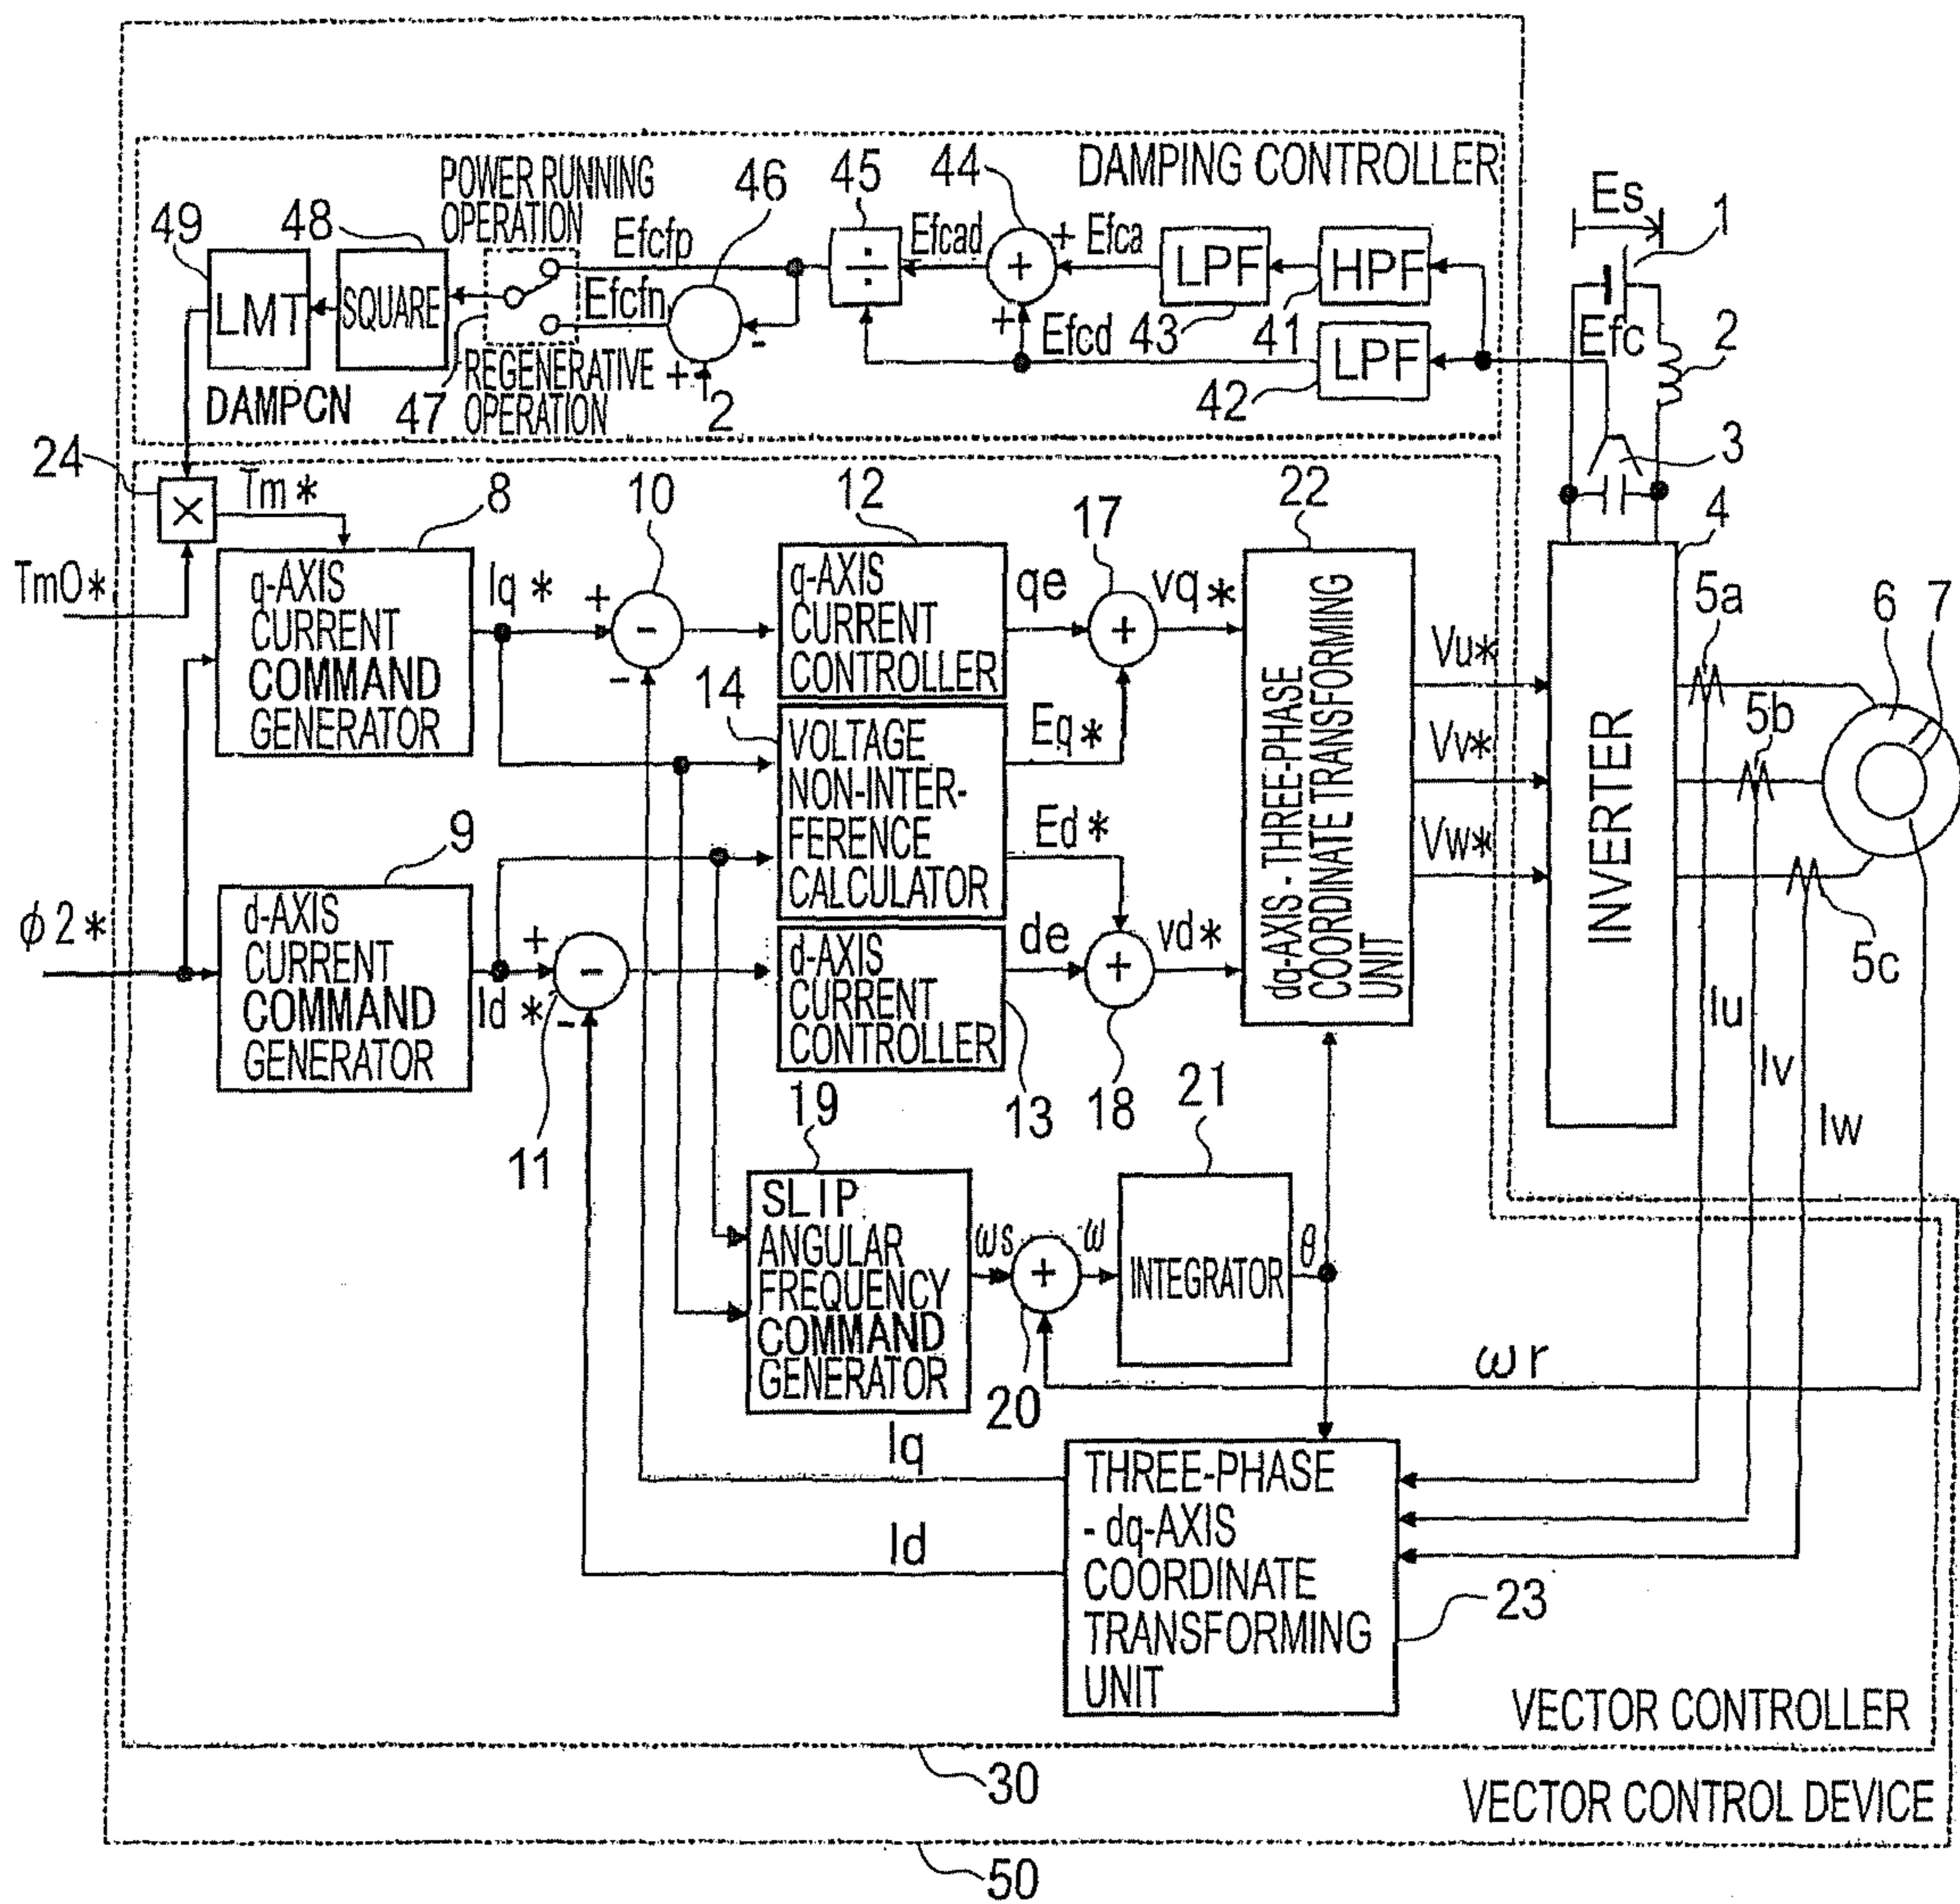 DAMPING CONTROLLER
POWER RUNNING
OPERATION
46
45
44
49
48
Efcfp
Efcad
+
Efca
Es
1
LMT
SQUARE
Efcfn
÷
+
LPF
HPF
Efc
2
-
+
Efcd
43
41
LPF
DAMPCN
47
REGENERATIVE
OPERATION
+
2
42
3
24
×
Tm*
8
10
12
17
22
4
Tm0*
q-AXIS
CURRENT
COMMAND
GENERATOR
Iq*
+
-
-
q-AXIS
CURRENT
CONTROLLER
qe
+
vq*
5a
6
7
14
VOLTAGE
NON-INTER-
FERENCE
CALCULATOR
Eq*
Ed*
dq-AXIS - THREE-PHASE
COORDINATE TRANSFORMING
UNIT
Vu*
Vv*
Vw*
INVERTER
5b
5c
9
φ2*
d-AXIS
CURRENT
COMMAND
GENERATOR
Id*
+
-
-
11
d-AXIS
CURRENT
CONTROLLER
de
+
vd*
13
18
Iu
Iv
Iw
19
21
SLIP
ANGULAR
FREQUENCY
COMMAND
GENERATOR
ωs
+
ω
INTEGRATOR
θ
20
ωr
Iq
Id
THREE-PHASE
- dq-AXIS
COORDINATE
TRANSFORMING
UNIT
23
VECTOR CONTROLLER
30
VECTOR CONTROL DEVICE
50